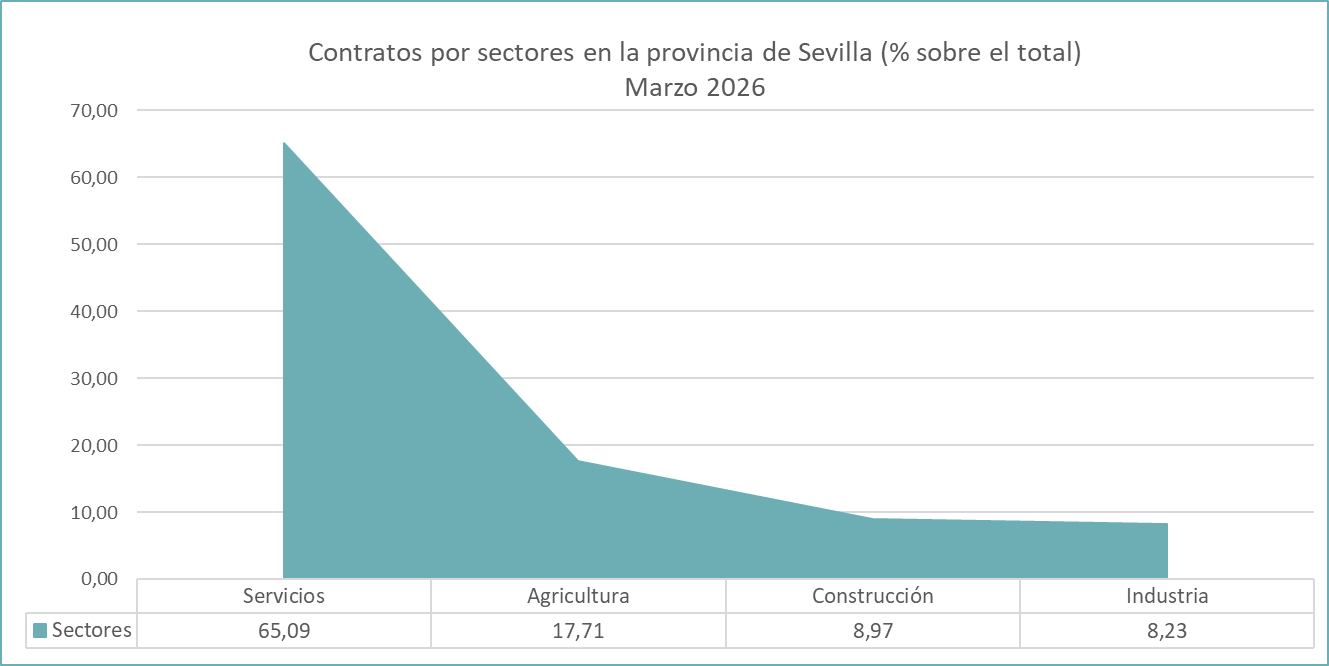 Contratos por sectores en la provincia de Sevilla (% sobre el total)
Marzo 2026
70,00
60,00
50,00
40,00
30,00
20,00
10,00
0,00
Servicios Agricultura Construcción Industria
Sectores 65,09 17,71 8,97 8,23